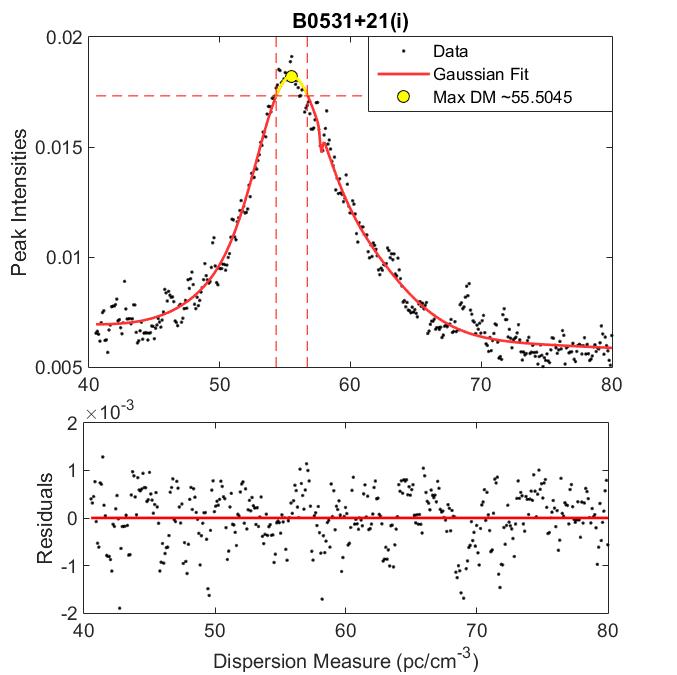 B0531+21(i)
0.02
0.015
0.01
0.005
Peak Intensities
Data
Gaussian Fit
Max DM ~55.5045
40 50 60 70 80
×10-3
2
1
0
-1
-2
Residuals
40 50 60 70 80
Dispersion Measure (pc/cm-3)